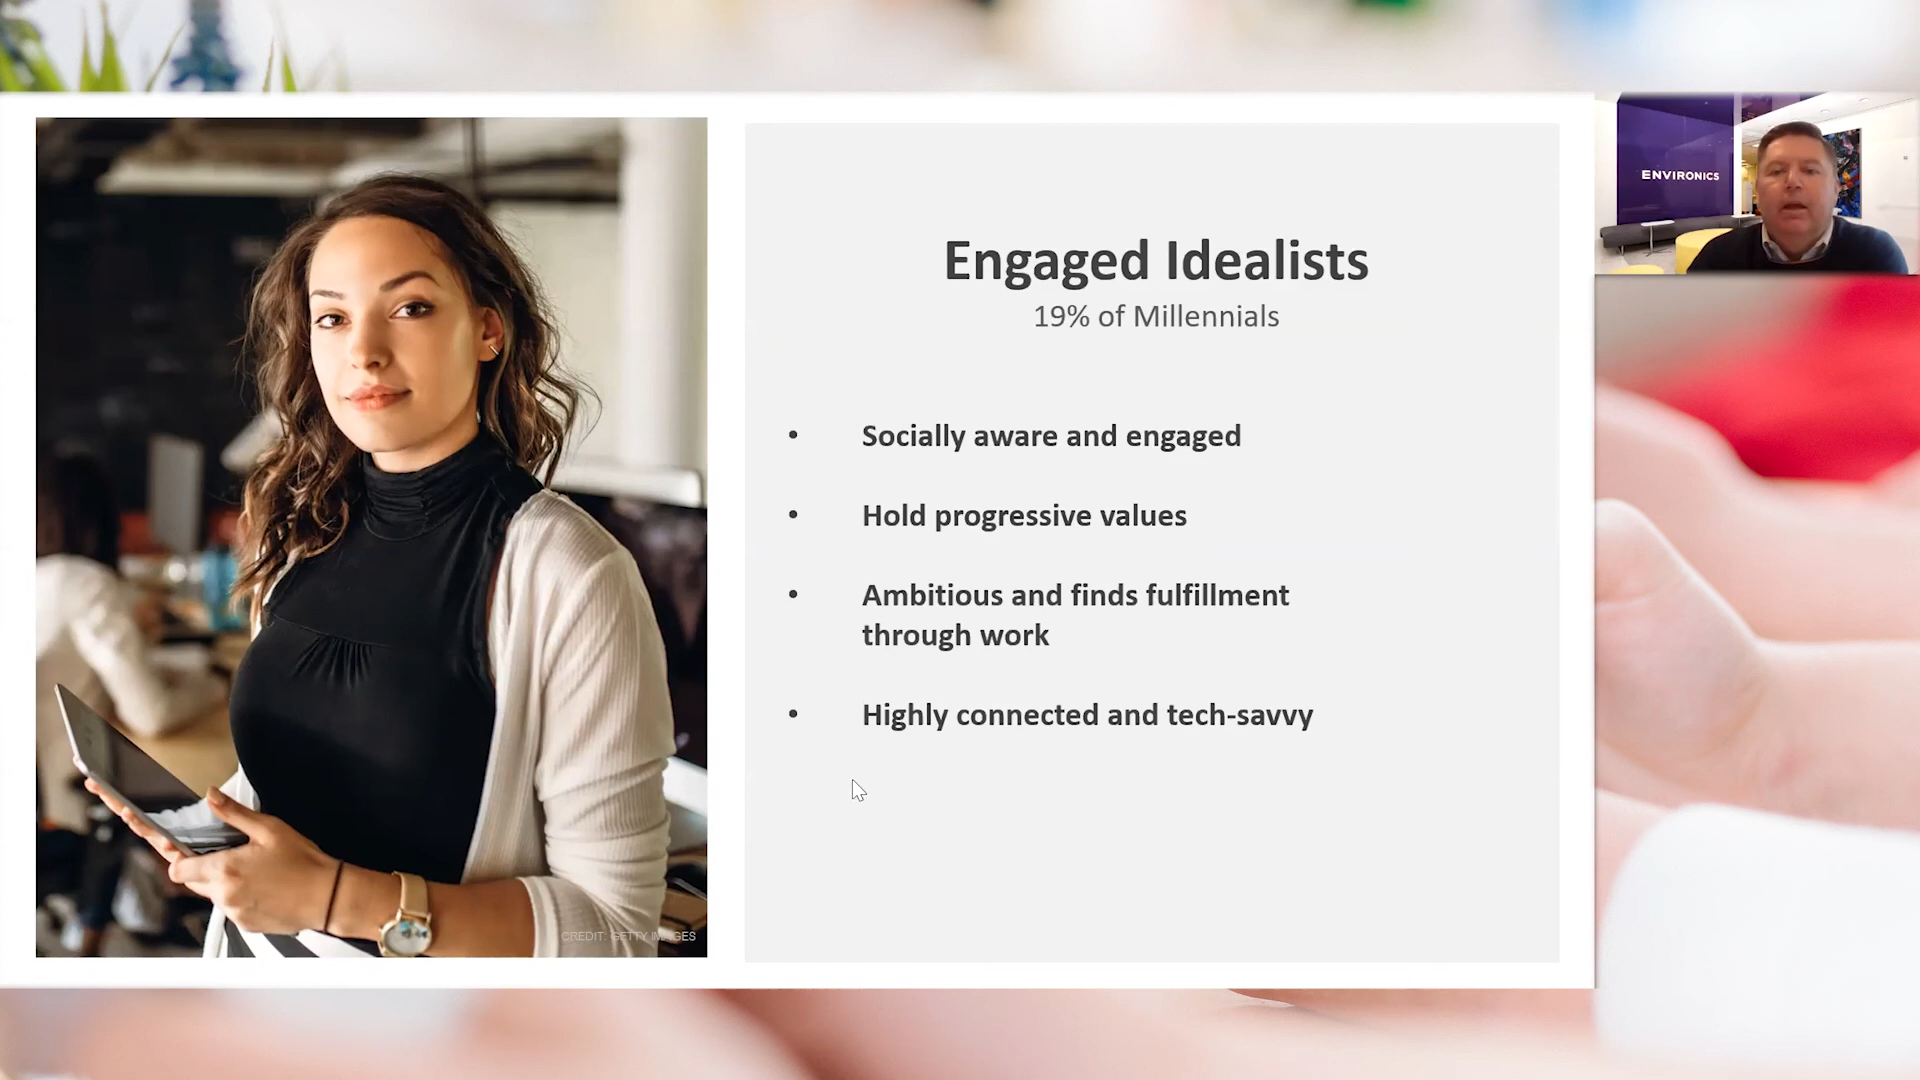 ENVIRONICS
Engaged Idealists
19% of Millennials
• Socially aware and engaged
• Hold progressive values
• Ambitious and finds fulfillment
through work
• Highly connected and tech-savvy
CREDIT: GETTY IMAGES